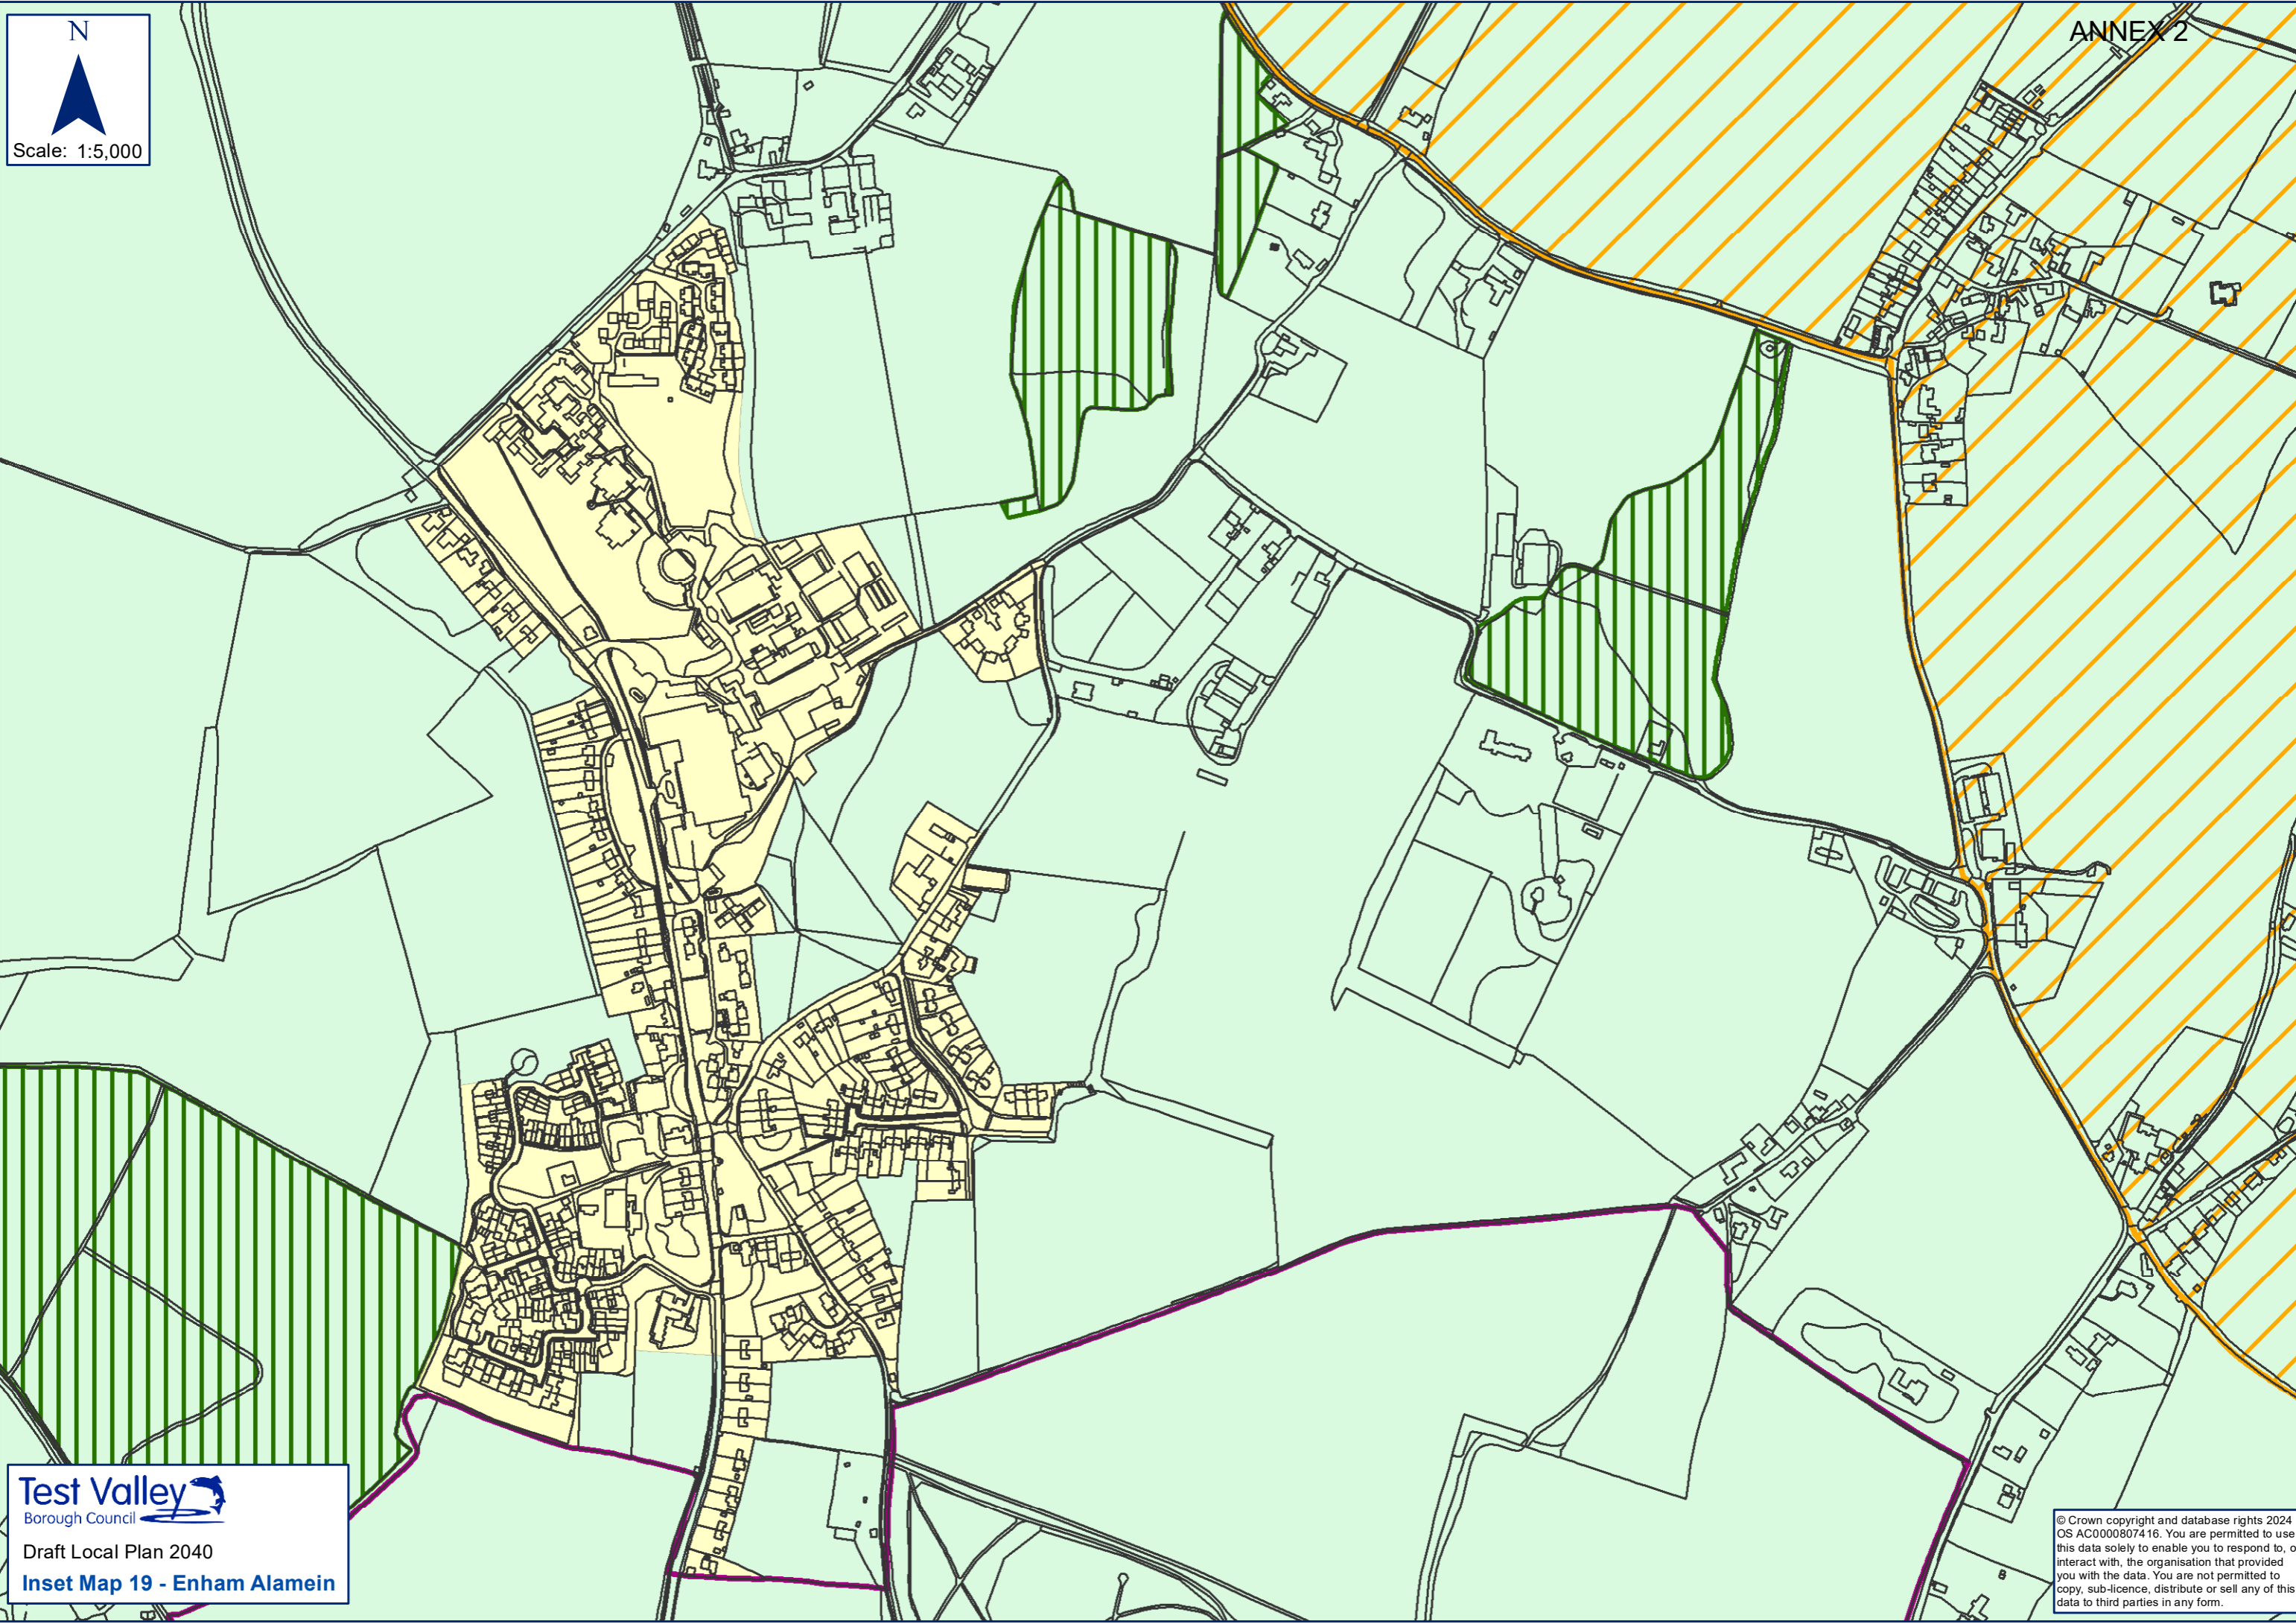 N
Scale: 1:5,000
ANNEX 2
Test Valley
Borough Council
Draft Local Plan 2040
Inset Map 19 - Enham Alamein
© Crown copyright and database rights 2024
OS AC0000807416. You are permitted to use
this data solely to enable you to respond to, o
interact with, the organisation that provided
you with the data. You are not permitted to
copy, sub-licence, distribute or sell any of this
data to third parties in any form.